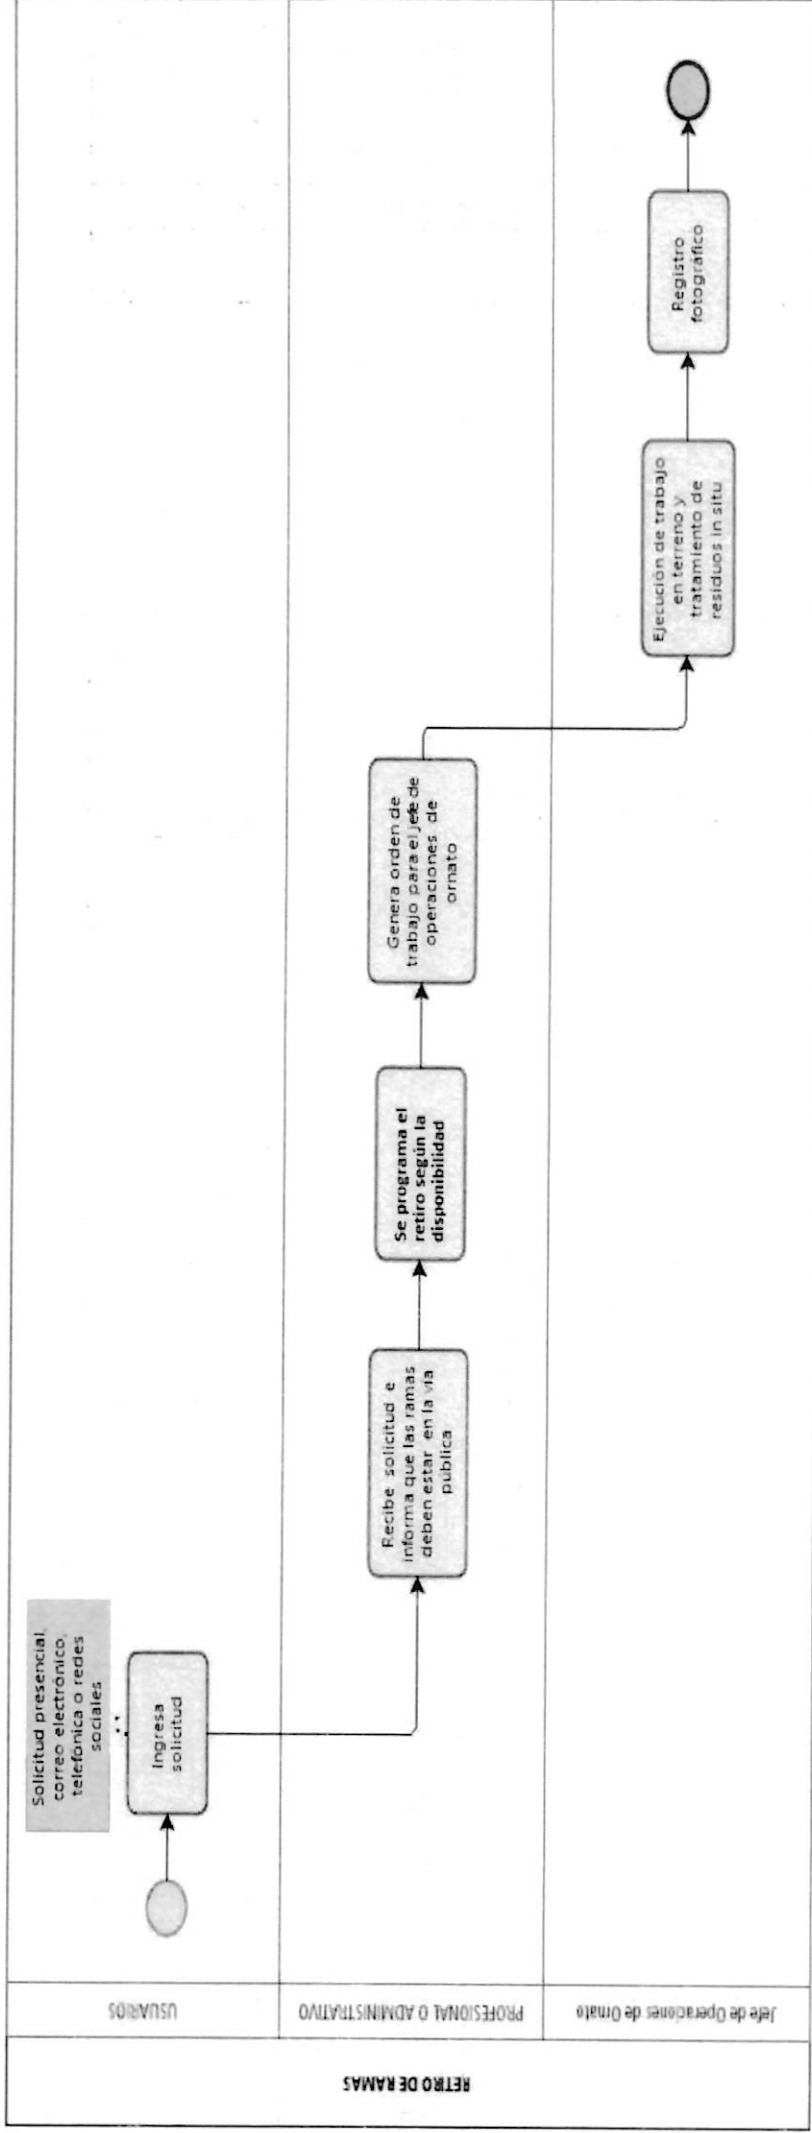 RETIRO DE RAMAS
USUARIOS
Solicitud presencial,
correo electrónico,
telefónica o redes
sociales
Ingresa
solicitud
PROFESIONAL O ADMINISTRATIVO
Recibe solicitud e
informa que las ramas
deben estar en la vía
pública
Se programa el
retiro según la
disponibilidad
Genera orden de
trabajo para el jefe de
operaciones de
ornato
Jefe de Operaciones de Ornato
Ejecución de trabajo
en terreno y
tratamiento de
residuos in situ
Registro
fotográfico